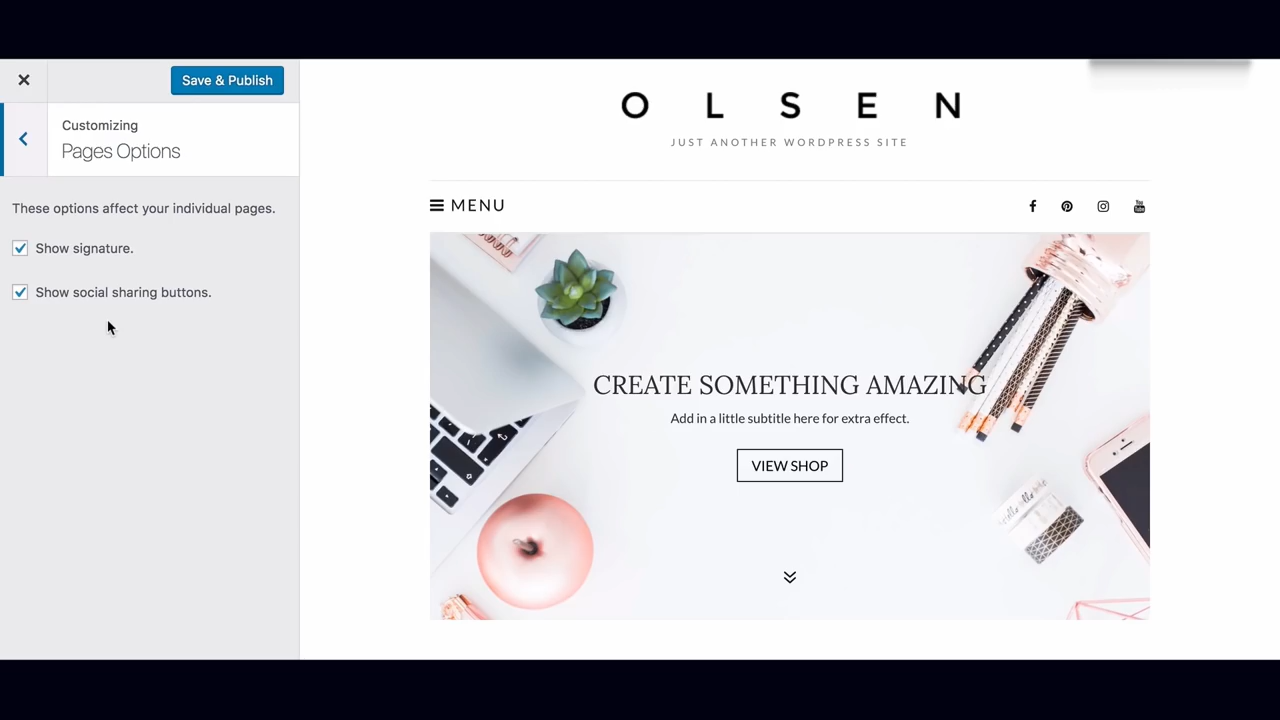 Save & Publish
Customizing
Pages Options
These options affect your individual pages.
Show signature.
Show social sharing buttons.
OLSEN
JUST ANOTHER WORDPRESS SITE
MENU
CREATE SOMETHING AMAZING
Add in a little subtitle here for extra effect.
VIEW SHOP